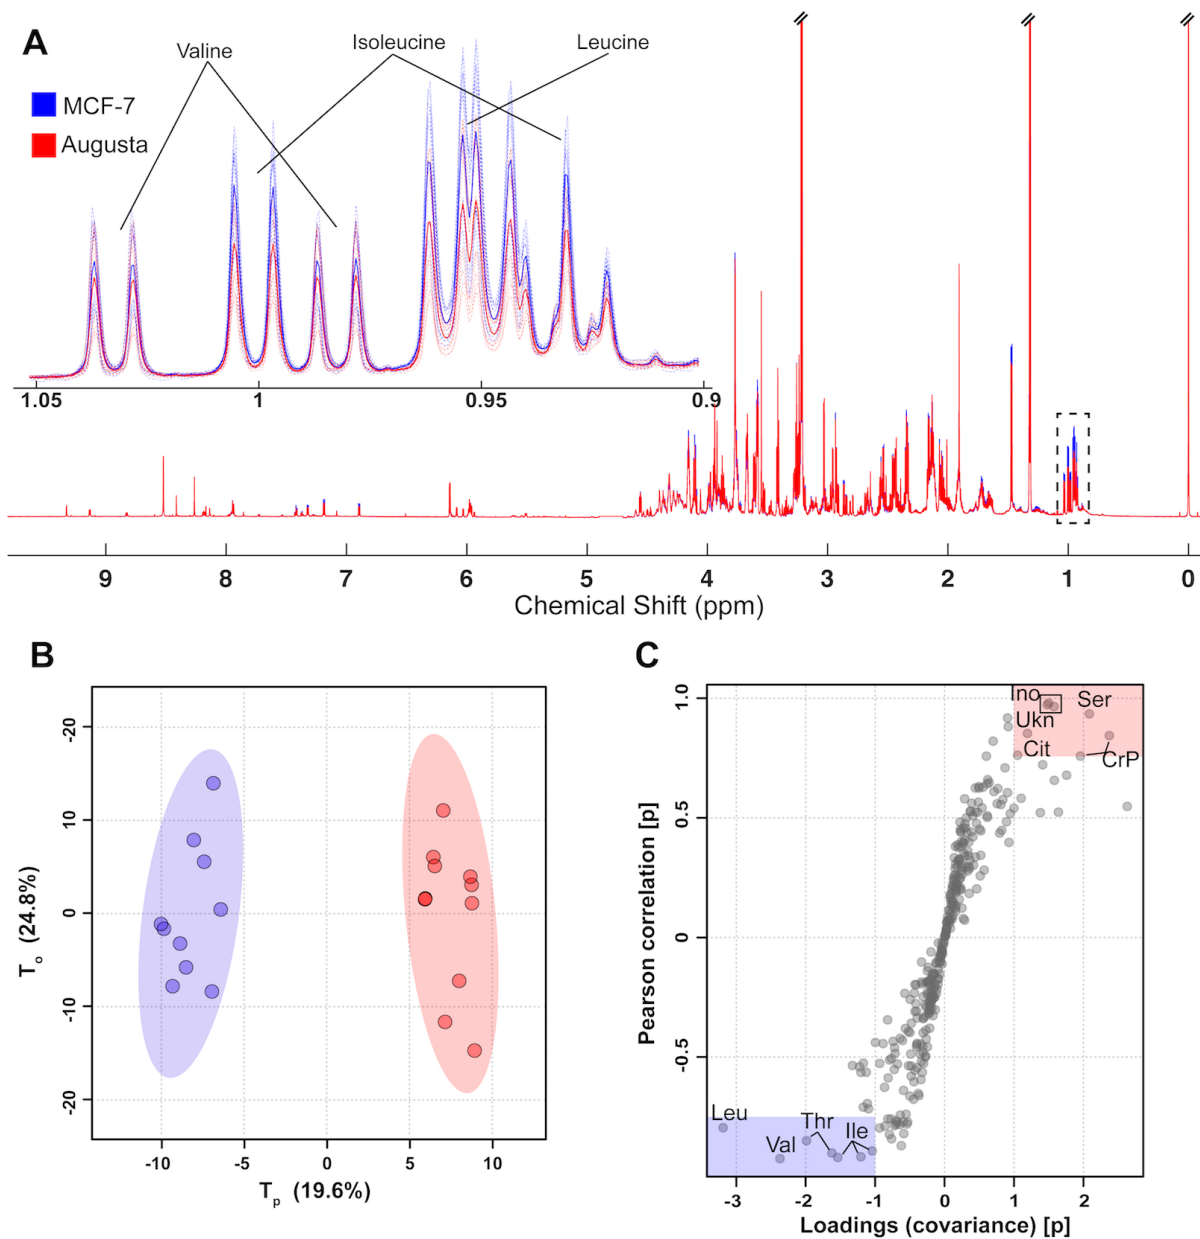 A
Valine
Isoleucine
Leucine
MCF-7
Augusta
1.05
1
0.95
0.9
9
8
7
6
5
4
3
2
1
0
Chemical Shift (ppm)
B
-20
10
0
-10
-20
To (24.8%)
-10
-5
0
5
10
Tp (19.6%)
C
1.0
0.5
0
-0.5
Pearson correlation [p]
Ino
Ser
Ukn
Cit
CrP
Leu
Thr
Ile
Val
-3
-2
-1
0
1
2
Loadings (covariance) [p]